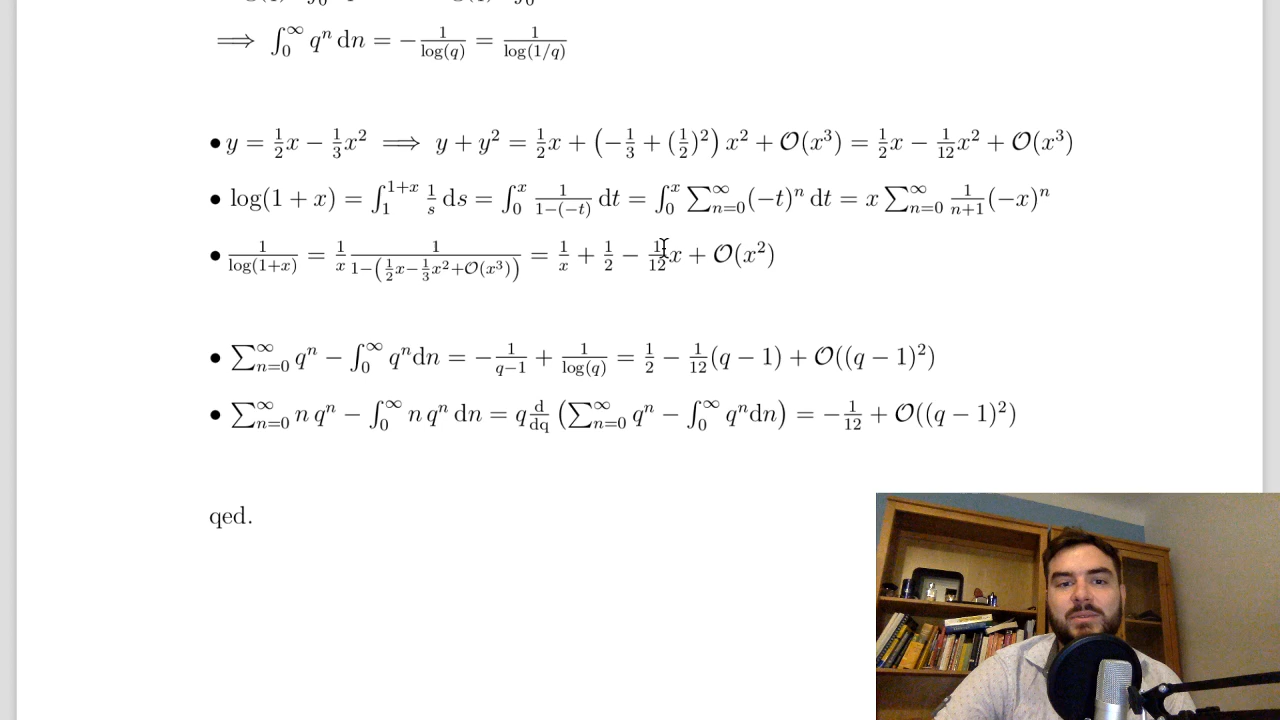 ⟹ ∫₀^∞ qⁿ dn = −1/log(q) = 1/log(1/q)
• y = ½x − ⅓x² ⟹ y + y² = ½x + (−⅓ + (½)²) x² + 𝒪(x³) = ½x − 1/12 x² + 𝒪(x³)
• log(1 + x) = ∫₁^{1+x} 1/s ds = ∫₀^x 1/(1−(−t)) dt = ∫₀^x ∑_{n=0}^∞ (−t)ⁿ dt = x ∑_{n=0}^∞ 1/(n+1) (−x)ⁿ
• 1/log(1+x) = 1/x 1/(1−(½x−⅓x²+𝒪(x³))) = 1/x + 1/2 − 1/12 x + 𝒪(x²)
• ∑_{n=0}^∞ qⁿ − ∫₀^∞ qⁿdn = −1/(q−1) + 1/log(q) = 1/2 − 1/12 (q − 1) + 𝒪((q − 1)²)
• ∑_{n=0}^∞ n qⁿ − ∫₀^∞ n qⁿ dn = q d/dq (∑_{n=0}^∞ qⁿ − ∫₀^∞ qⁿdn) = −1/12 + 𝒪((q − 1)²)
qed.